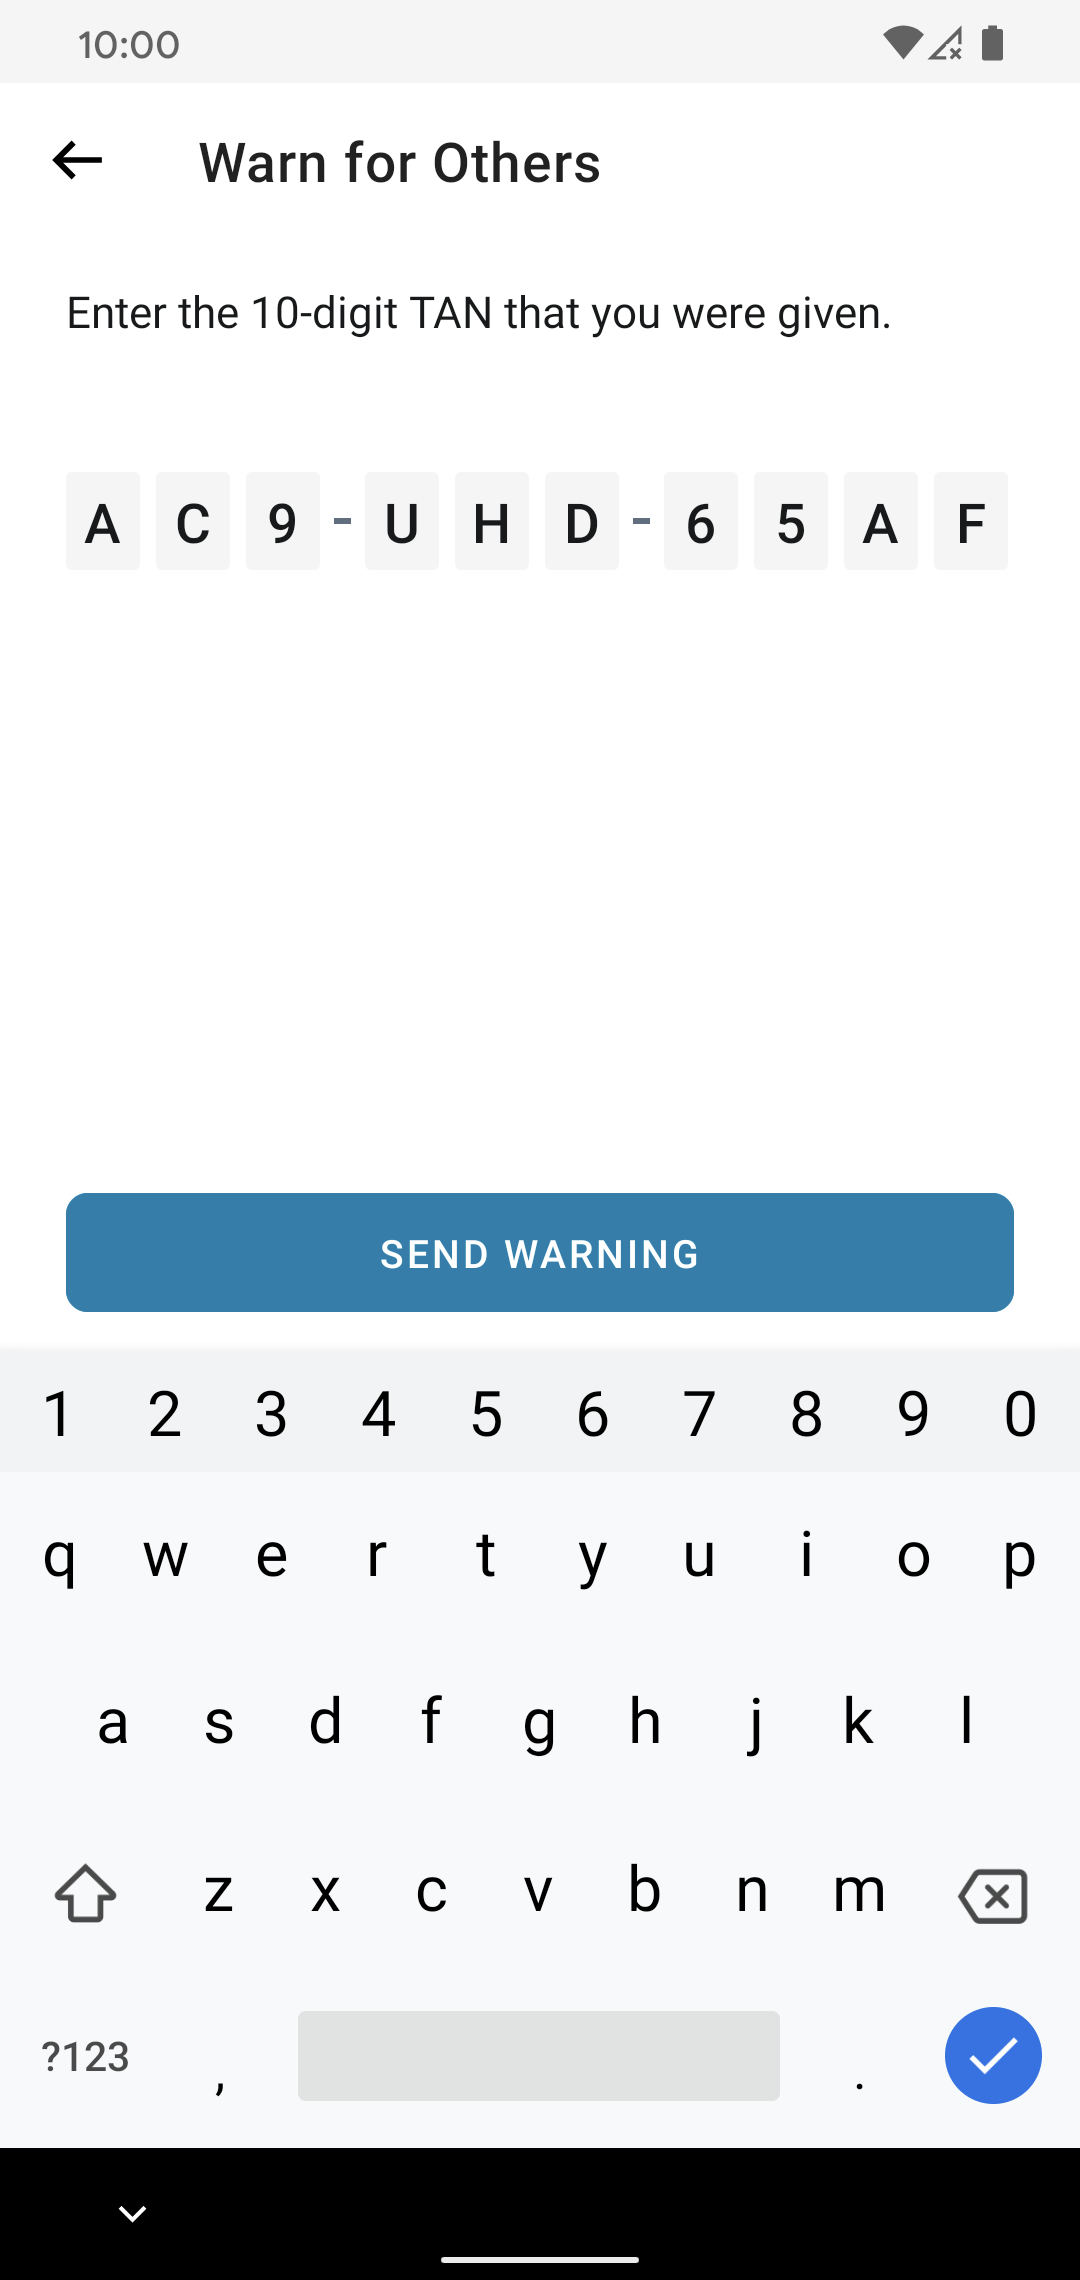 10:00
Warn for Others
Enter the 10-digit TAN that you were given.
A C 9 - U H D - 6 5 A F
SEND WARNING
1 2 3 4 5 6 7 8 9 0
q w e r t y u i o p
a s d f g h j k l
z x c v b n m
?123 , .